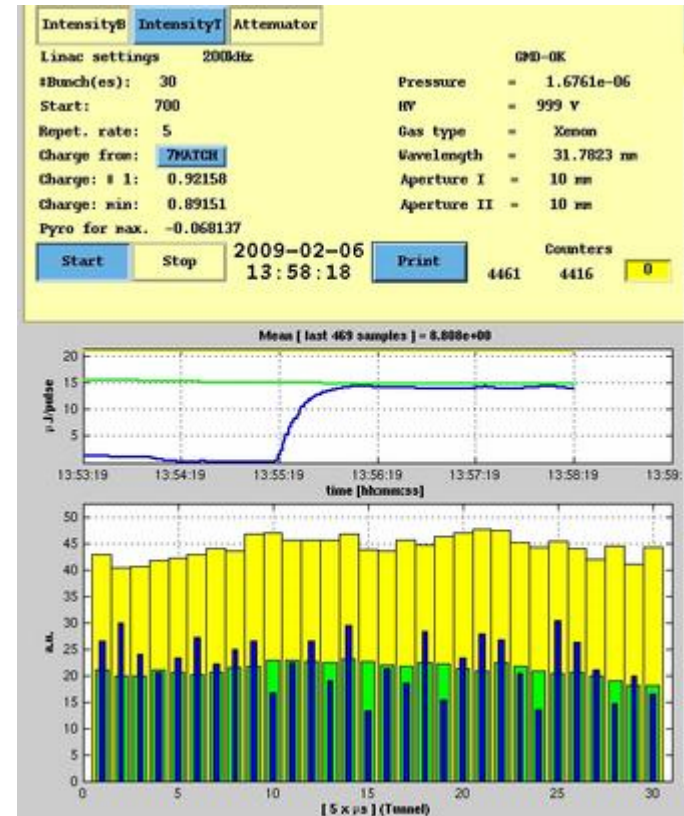 IntensityB IntensityT Attenuator
Linac settings 200kHz GMD-OK
#Bunch(es): 30 Pressure = 1.6761e-06
Start: 700 HV = 999 V
Repet. rate: 5 Gas type = Xenon
Charge from: 7MATCH Wavelength = 31.7823 nm
Charge: # 1: 0.92158 Aperture I = 10 mm
Charge: min: 0.89151 Aperture II = 10 mm
Pyro for max. -0.068137
Start Stop 2009-02-06 13:58:18 Print Counters 4461 4416 0
Mean [ last 469 samples ] = 8.808e+00
20
15
10
5
μJ/pulse
13:53:19 13:54:19 13:55:19 13:56:19 13:57:19 13:58:19 13:59:
time [hh:mm:ss]
50
45
40
35
30
25
20
15
10
5
0
a.u.
0 5 10 15 20 25 30
[ 5 x μs ] (Tunnel)